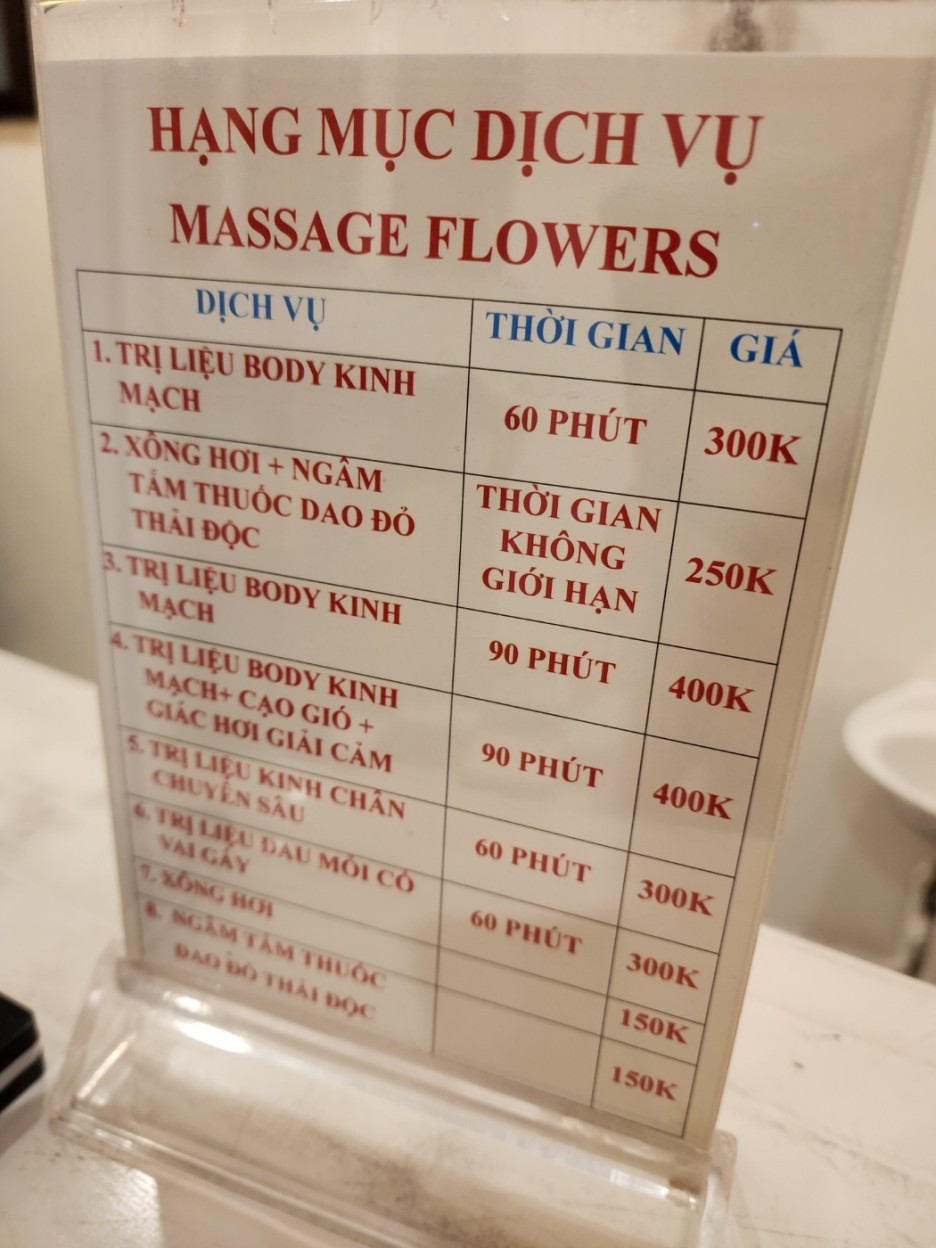 HẠNG MỤC DỊCH VỤ
MASSAGE FLOWERS
DỊCH VỤ THỜI GIAN GIÁ
1. TRỊ LIỆU BODY KINH
MẠCH
60 PHÚT 300K
2. XÔNG HƠI + NGÂM
TẮM THUỐC DAO ĐỎ
THẢI ĐỘC
THỜI GIAN
KHÔNG
GIỚI HẠN
250K
3. TRỊ LIỆU BODY KINH
MẠCH
90 PHÚT 400K
4. TRỊ LIỆU BODY KINH
MẠCH+ CẠO GIÓ +
GIÁC HƠI GIẢI CẢM
90 PHÚT 400K
5. TRỊ LIỆU KINH CHÂN
CHUYÊN SÂU
60 PHÚT 300K
6. TRỊ LIỆU ĐAU MỎI CỔ
VAI GÁY
60 PHÚT 300K
7. XÔNG HƠI
150K
8. NGÂM TẮM THUỐC
DAO ĐỎ THẢI ĐỘC
150K